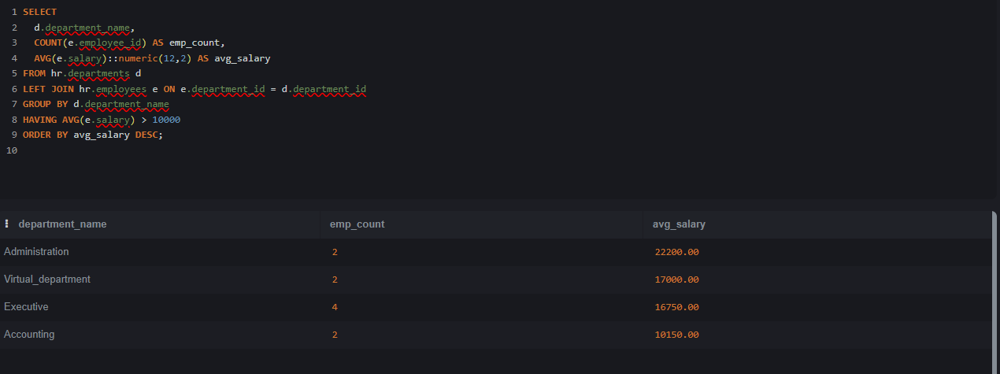 1 SELECT
2 d.department_name,
3 COUNT(e.employee_id) AS emp_count,
4 AVG(e.salary)::numeric(12,2) AS avg_salary
5 FROM hr.departments d
6 LEFT JOIN hr.employees e ON e.department_id = d.department_id
7 GROUP BY d.department_name
8 HAVING AVG(e.salary) > 10000
9 ORDER BY avg_salary DESC;
10
department_name emp_count avg_salary
Administration 2 22200.00
Virtual_department 2 17000.00
Executive 4 16750.00
Accounting 2 10150.00